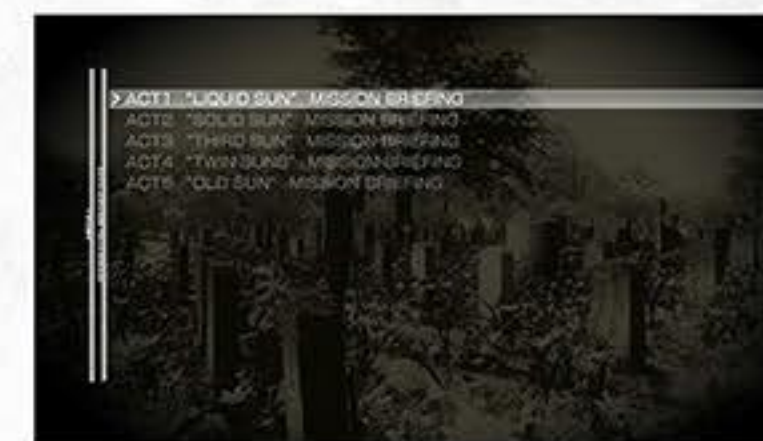 > ACT1 "LIQUID SUN" MISSION BRIEFING
ACT2 "SOLID SUN" MISSION BRIEFING
ACT3 "THIRD SUN" MISSION BRIEFING
ACT4 "TWIN SUNS" MISSION BRIEFING
ACT5 "OLD SUN" MISSION BRIEFING